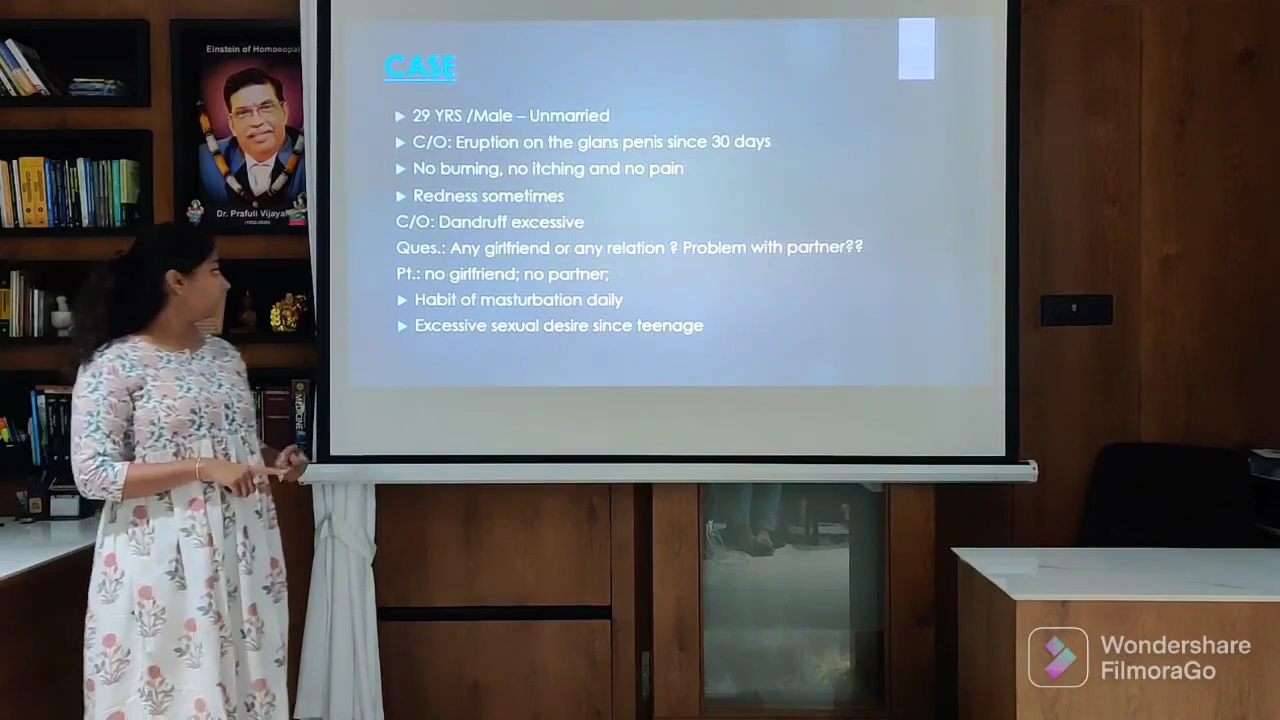 Einstein of Homoeopa
Dr. Prafull Vijaya
CASE
29 YRS /Male – Unmarried
C/O: Eruption on the glans penis since 30 days
No burning, no itching and no pain
Redness sometimes
C/O: Dandruff excessive
Ques.: Any girlfriend or any relation ? Problem with partner??
Pt.: no girlfriend; no partner;
Habit of masturbation daily
Excessive sexual desire since teenage
MEDICINE
Wondershare
FilmoraGo